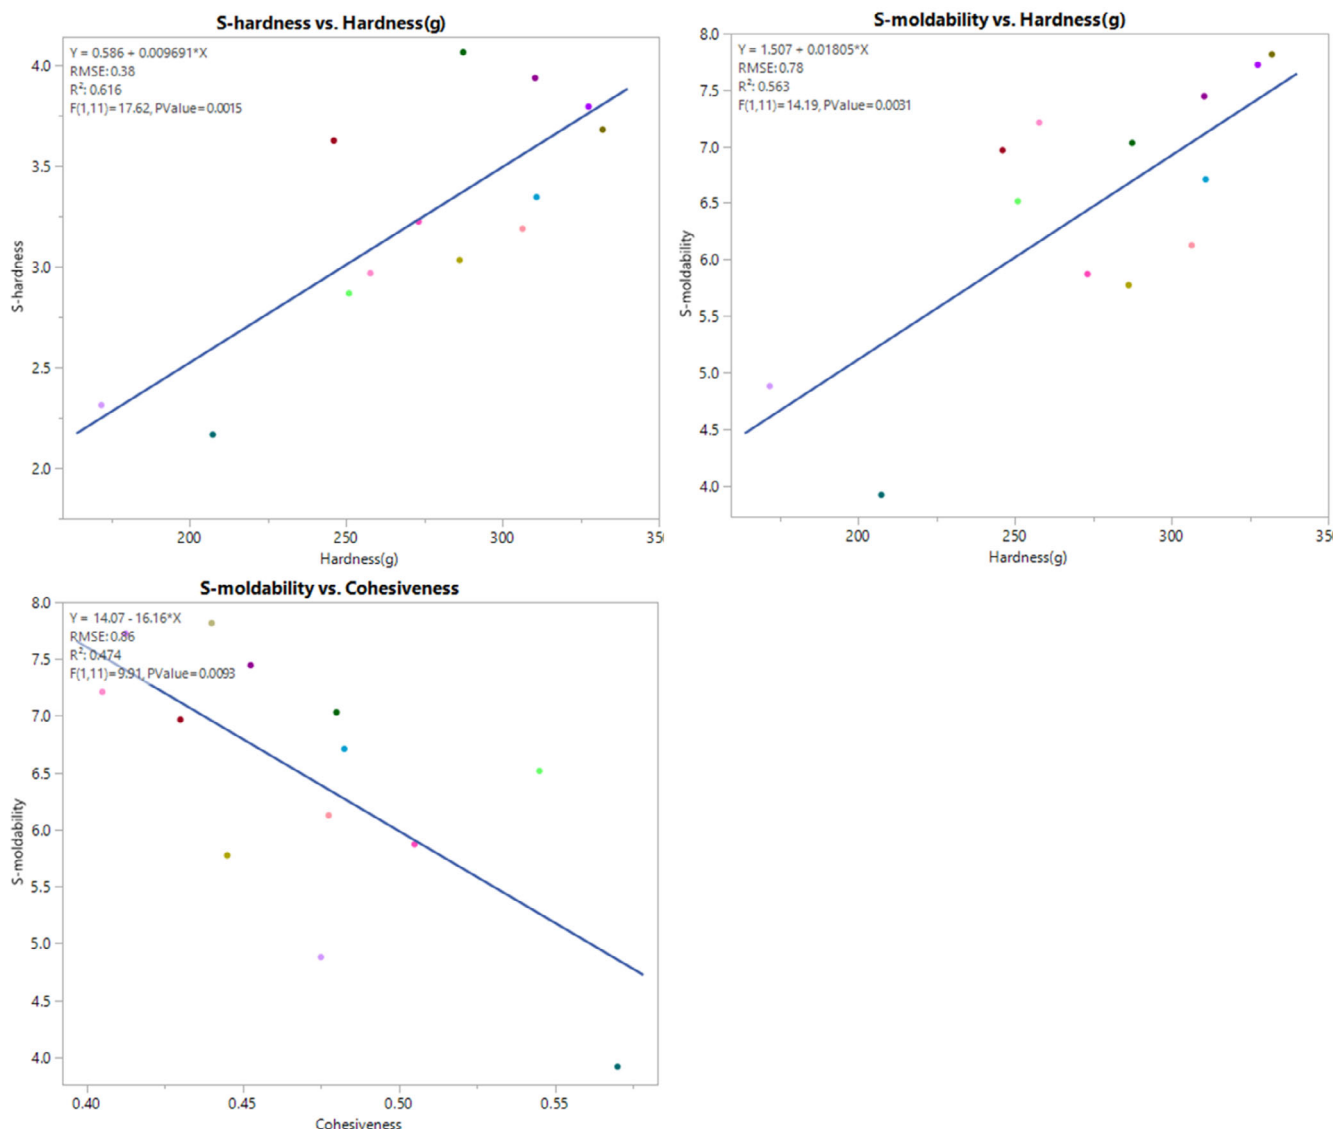 S-hardness vs. Hardness(g)
Y = 0.586 + 0.009691*X
RMSE: 0.38
R²: 0.616
F(1,11)=17.62, PValue=0.0015
4.0
3.5
3.0
2.5
2.0
S-hardness
200
250
300
35
Hardness(g)
S-moldability vs. Hardness(g)
Y = 1.507 + 0.01805*X
RMSE: 0.78
R²: 0.563
F(1,11)=14.19, PValue=0.0031
8.0
7.5
7.0
6.5
6.0
5.5
5.0
4.5
4.0
S-moldability
200
250
300
35
Hardness(g)
S-moldability vs. Cohesiveness
Y = 14.07 - 16.16*X
RMSE: 0.86
R²: 0.474
F(1,11)=9.91, PValue=0.0093
8.0
7.5
7.0
6.5
6.0
5.5
5.0
4.5
4.0
S-moldability
0.40
0.45
0.50
0.55
Cohesiveness